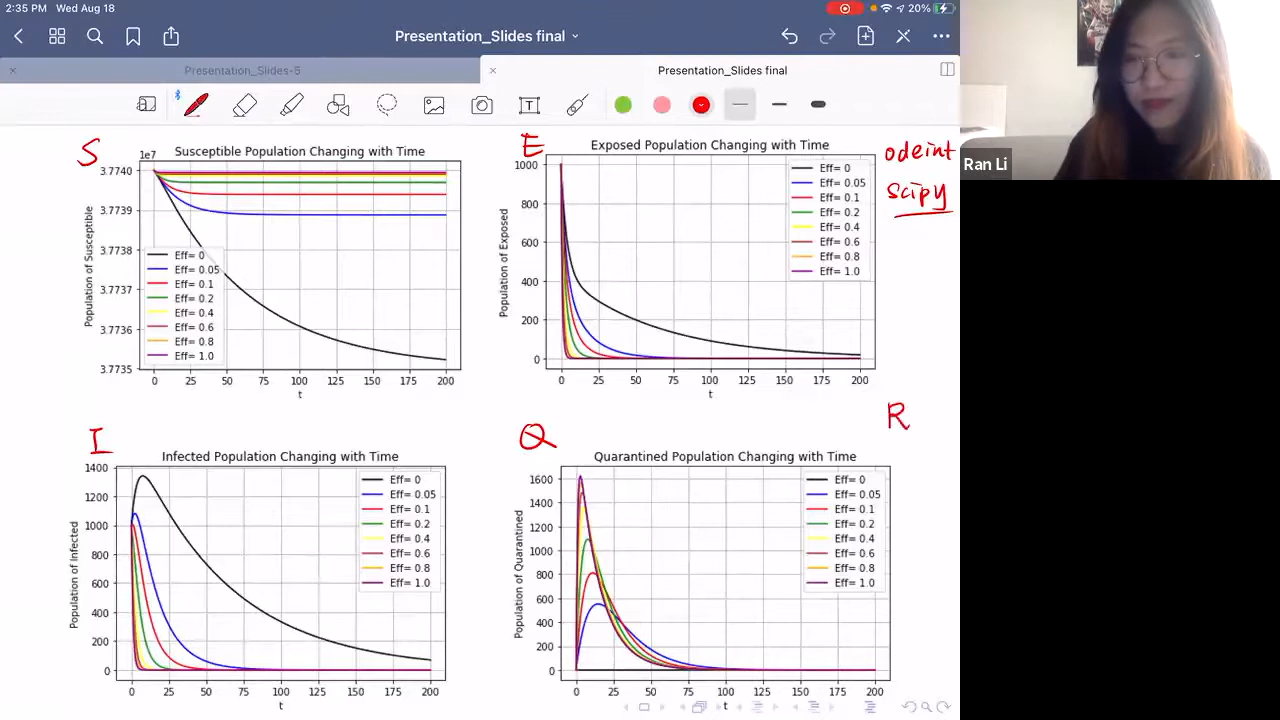 2:35 PM Wed Aug 18
20%
Presentation_Slides final
Presentation_Slides-5
Presentation_Slides final
Ran Li
S
Susceptible Population Changing with Time
1e7
Population of Susceptible
3.7740
3.7739
3.7738
3.7737
3.7736
3.7735
Eff= 0
Eff= 0.05
Eff= 0.1
Eff= 0.2
Eff= 0.4
Eff= 0.6
Eff= 0.8
Eff= 1.0
0 25 50 75 100 125 150 175 200
t
E
Exposed Population Changing with Time
odeint
scipy
Population of Exposed
1000
800
600
400
200
0
Eff= 0
Eff= 0.05
Eff= 0.1
Eff= 0.2
Eff= 0.4
Eff= 0.6
Eff= 0.8
Eff= 1.0
0 25 50 75 100 125 150 175 200
t
I
Infected Population Changing with Time
Population of Infected
1400
1200
1000
800
600
400
200
0
Eff= 0
Eff= 0.05
Eff= 0.1
Eff= 0.2
Eff= 0.4
Eff= 0.6
Eff= 0.8
Eff= 1.0
0 25 50 75 100 125 150 175 200
t
Q
R
Quarantined Population Changing with Time
Population of Quarantined
1600
1400
1200
1000
800
600
400
200
0
Eff= 0
Eff= 0.05
Eff= 0.1
Eff= 0.2
Eff= 0.4
Eff= 0.6
Eff= 0.8
Eff= 1.0
0 25 50 75 100 125 150 175 200
t